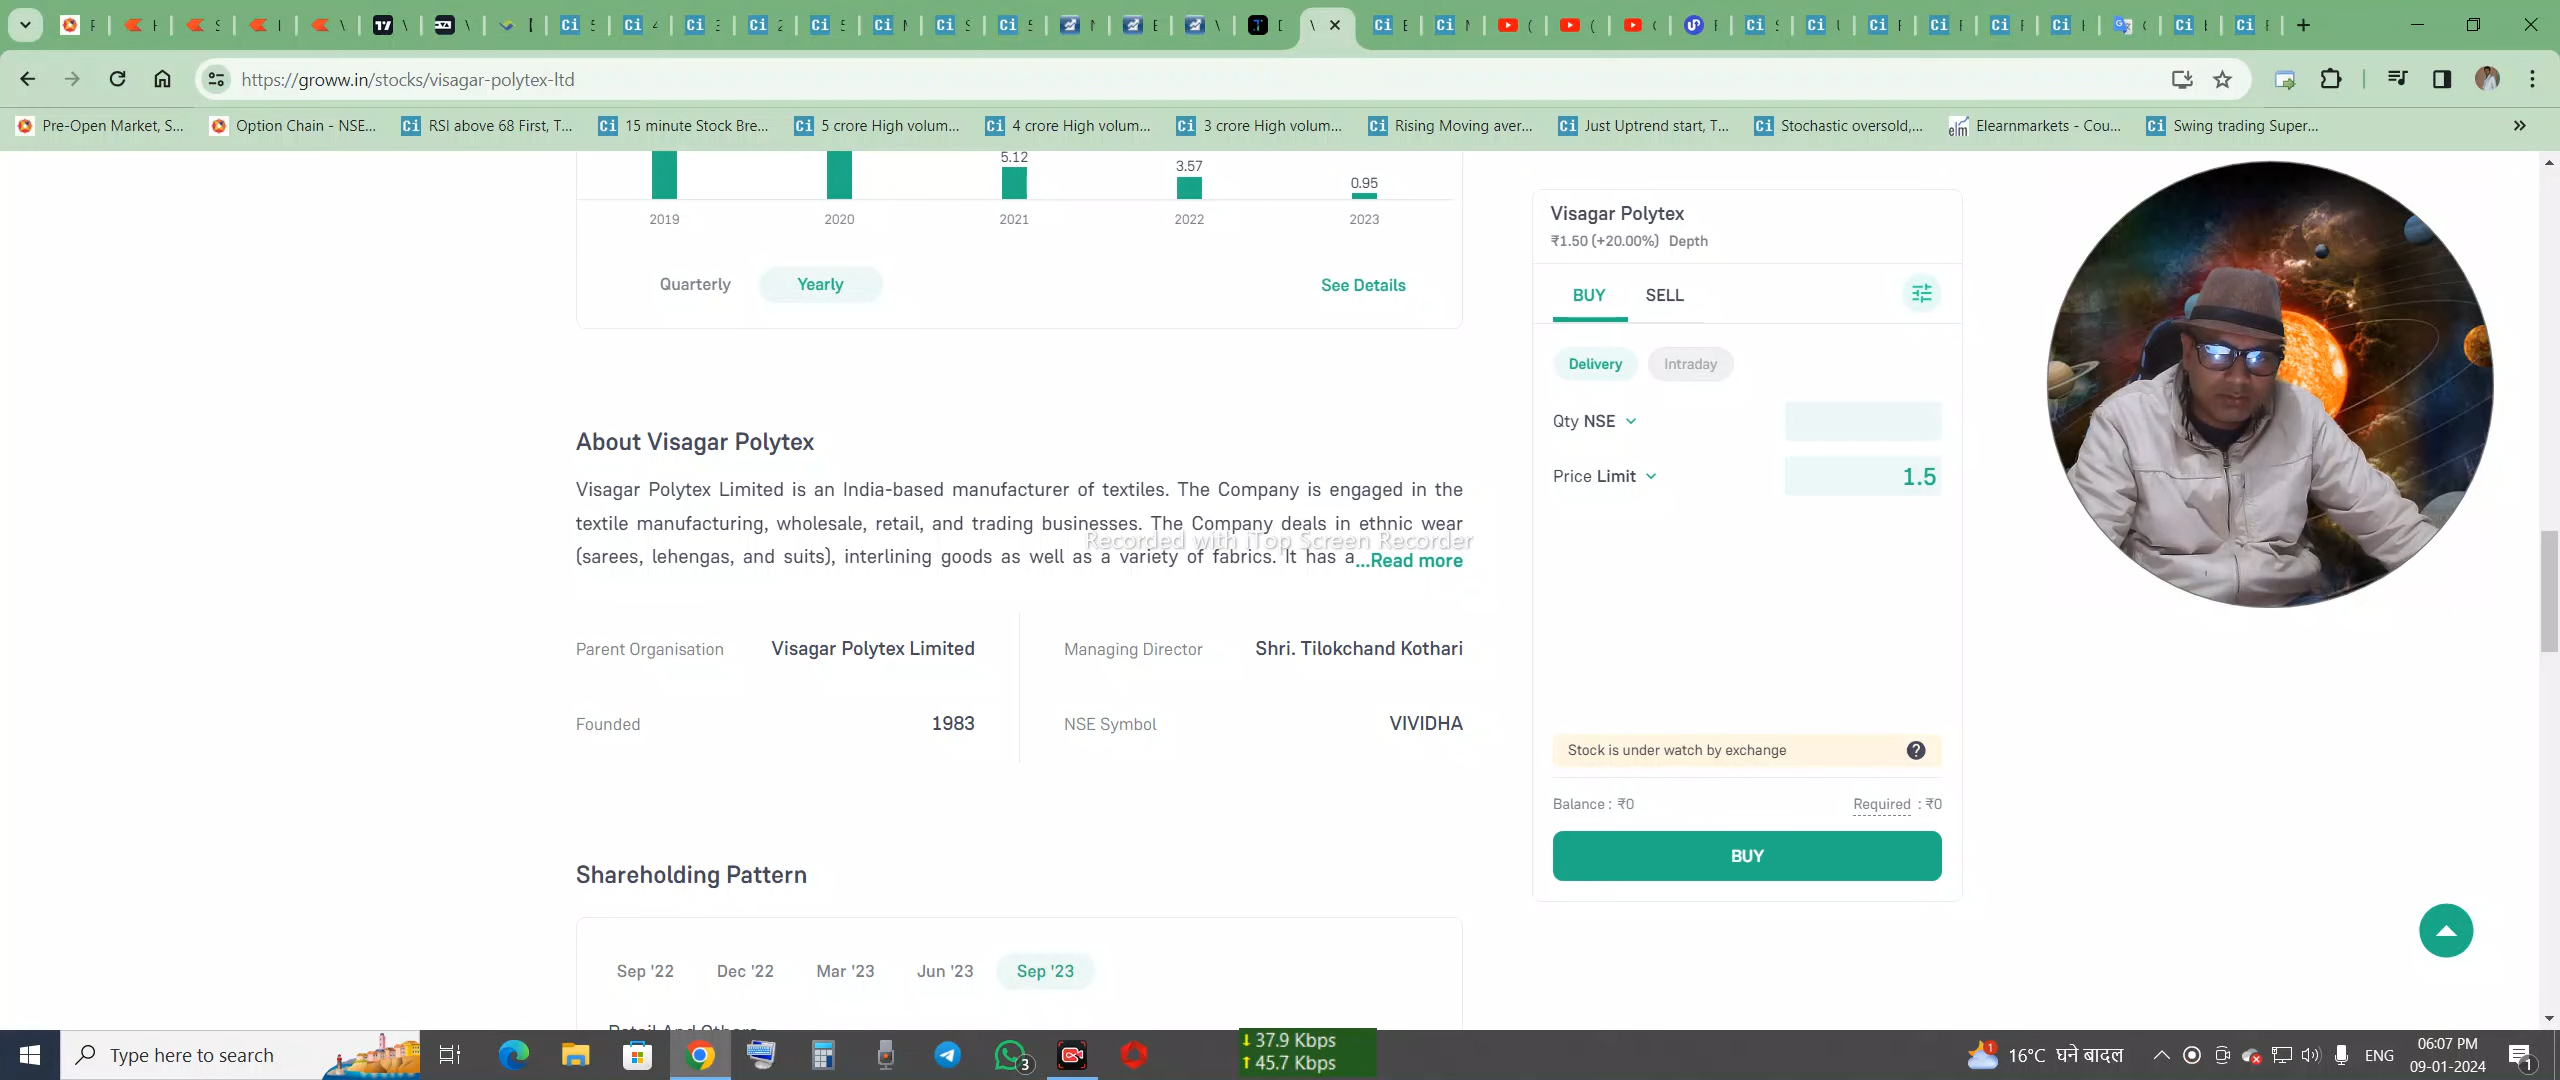 https://groww.in/stocks/visagar-polytex-ltd
Pre-Open Market, S...
Option Chain - NSE...
RSI above 68 First, T...
15 minute Stock Bre...
5 crore High volum...
4 crore High volum...
3 crore High volum...
Rising Moving aver...
Just Uptrend start, T...
Stochastic oversold,...
Elearnmarkets - Cou...
Swing trading Super...
5.12
3.57
0.95
2019
2020
2021
2022
2023
Quarterly
Yearly
See Details
About Visagar Polytex
Visagar Polytex Limited is an India-based manufacturer of textiles. The Company is engaged in the
textile manufacturing, wholesale, retail, and trading businesses. The Company deals in ethnic wear
(sarees, lehengas, and suits), interlining goods as well as a variety of fabrics. It has a ...Read more
Recorded with iTop Screen Recorder
Parent Organisation
Visagar Polytex Limited
Managing Director
Shri. Tilokchand Kothari
Founded
1983
NSE Symbol
VIVIDHA
Shareholding Pattern
Sep '22
Dec '22
Mar '23
Jun '23
Sep '23
Retail And Others
Visagar Polytex
₹1.50 (+20.00%) Depth
BUY
SELL
Delivery
Intraday
Qty NSE
Price Limit
1.5
Stock is under watch by exchange
Balance : ₹0
Required : ₹0
BUY
Type here to search
3
37.9 Kbps
45.7 Kbps
1
16°C घने बादल
ENG
06:07 PM
09-01-2024
1